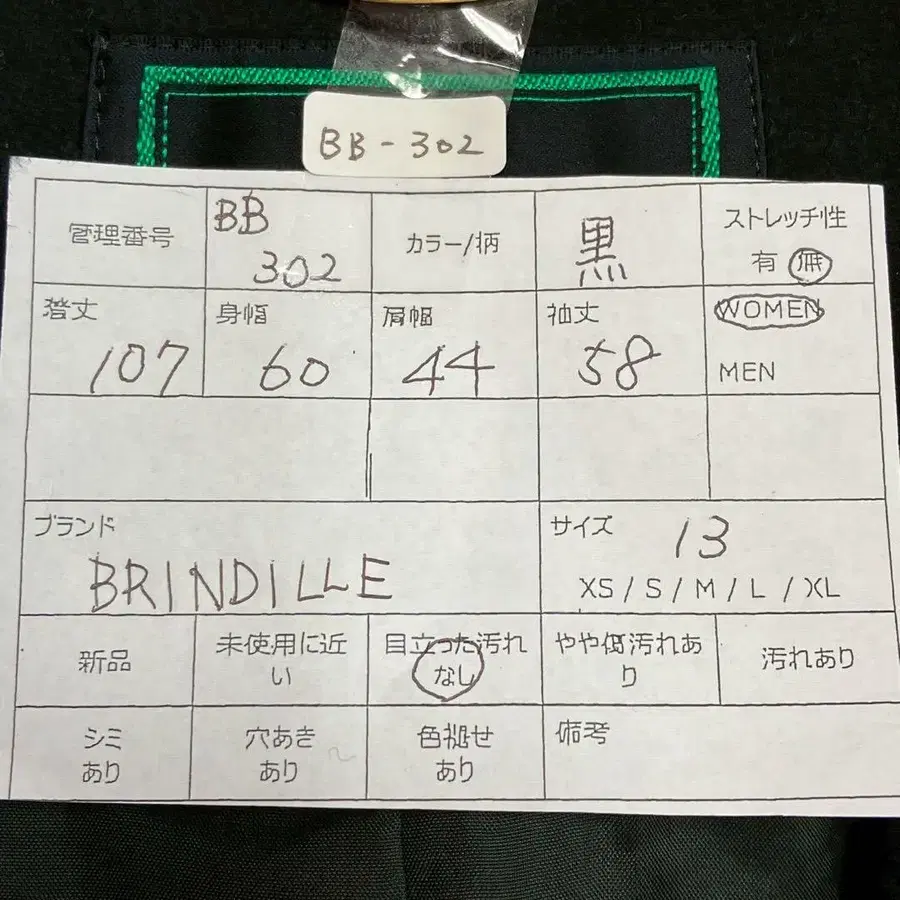 BB-302
管理番号
BB
302
カラー/柄
黒
ストレッチ性
有 無
着丈
107
身幅
60
肩幅
44
袖丈
58
WOMEN
MEN
ブランド
BRINDILLE
サイズ
13
XS / S / M / L / XL
新品
未使用に近
い
目立った汚れ
なし
やや傷汚れあ
り
汚れあり
シミ
あり
穴あき
あり
色褪せ
あり
備考